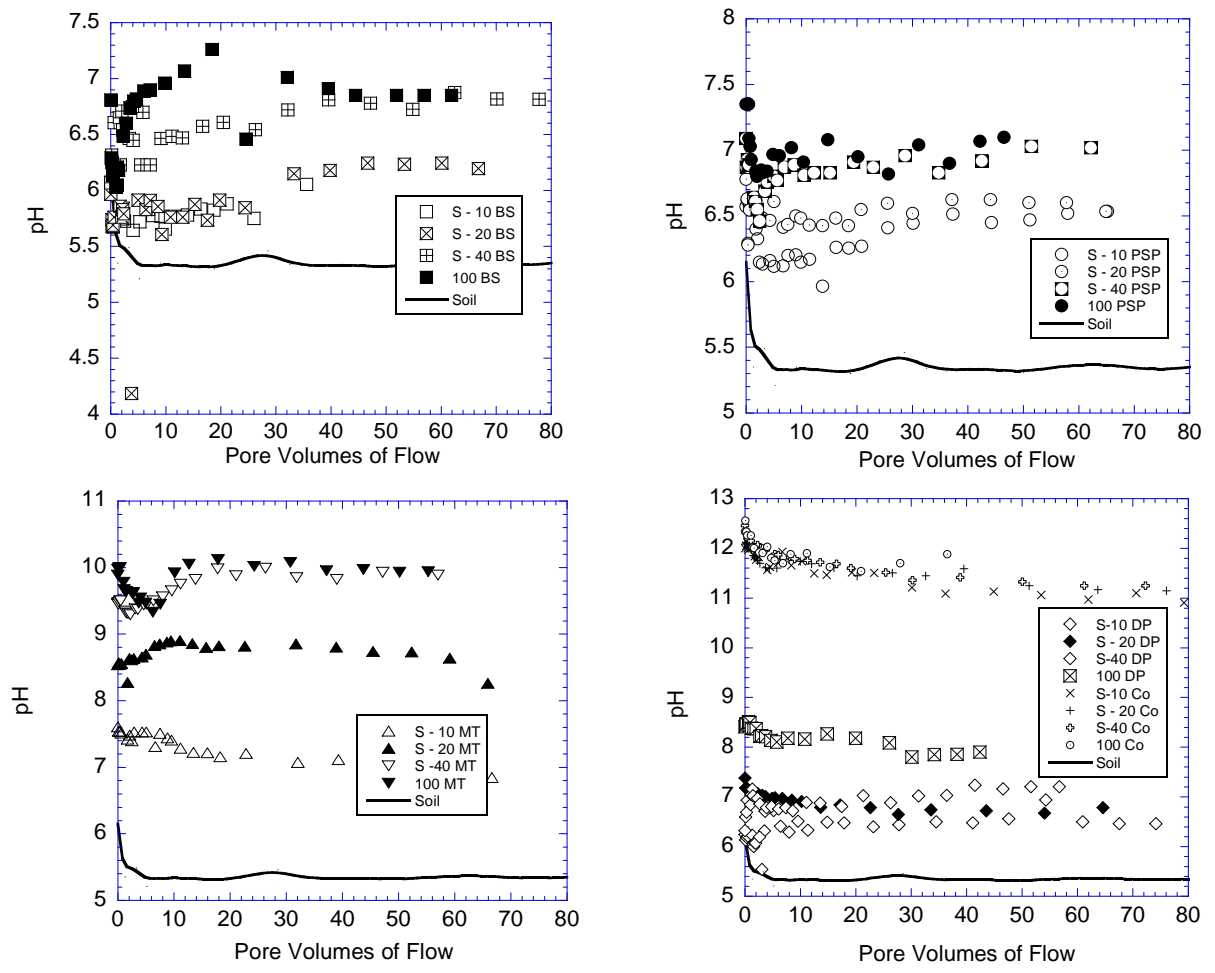 7.5
7
6.5
6
5.5
5
4.5
4
pH
0 10 20 30 40 50 60 70 80
Pore Volumes of Flow
S - 10 BS
S - 20 BS
S - 40 BS
100 BS
Soil
8
7.5
7
6.5
6
5.5
5
pH
0 10 20 30 40 50 60 70 80
Pore Volumes of Flow
S - 10 PSP
S - 20 PSP
S - 40 PSP
100 PSP
Soil
11
10
9
8
7
6
5
pH
0 10 20 30 40 50 60 70 80
Pore Volumes of Flow
S - 10 MT
S - 20 MT
S -40 MT
100 MT
Soil
13
12
11
10
9
8
7
6
5
pH
0 10 20 30 40 50 60 70 80
Pore Volumes of Flow
S-10 DP
S - 20 DP
S-40 DP
100 DP
S-10 Co
S - 20 Co
S-40 Co
100 Co
Soil